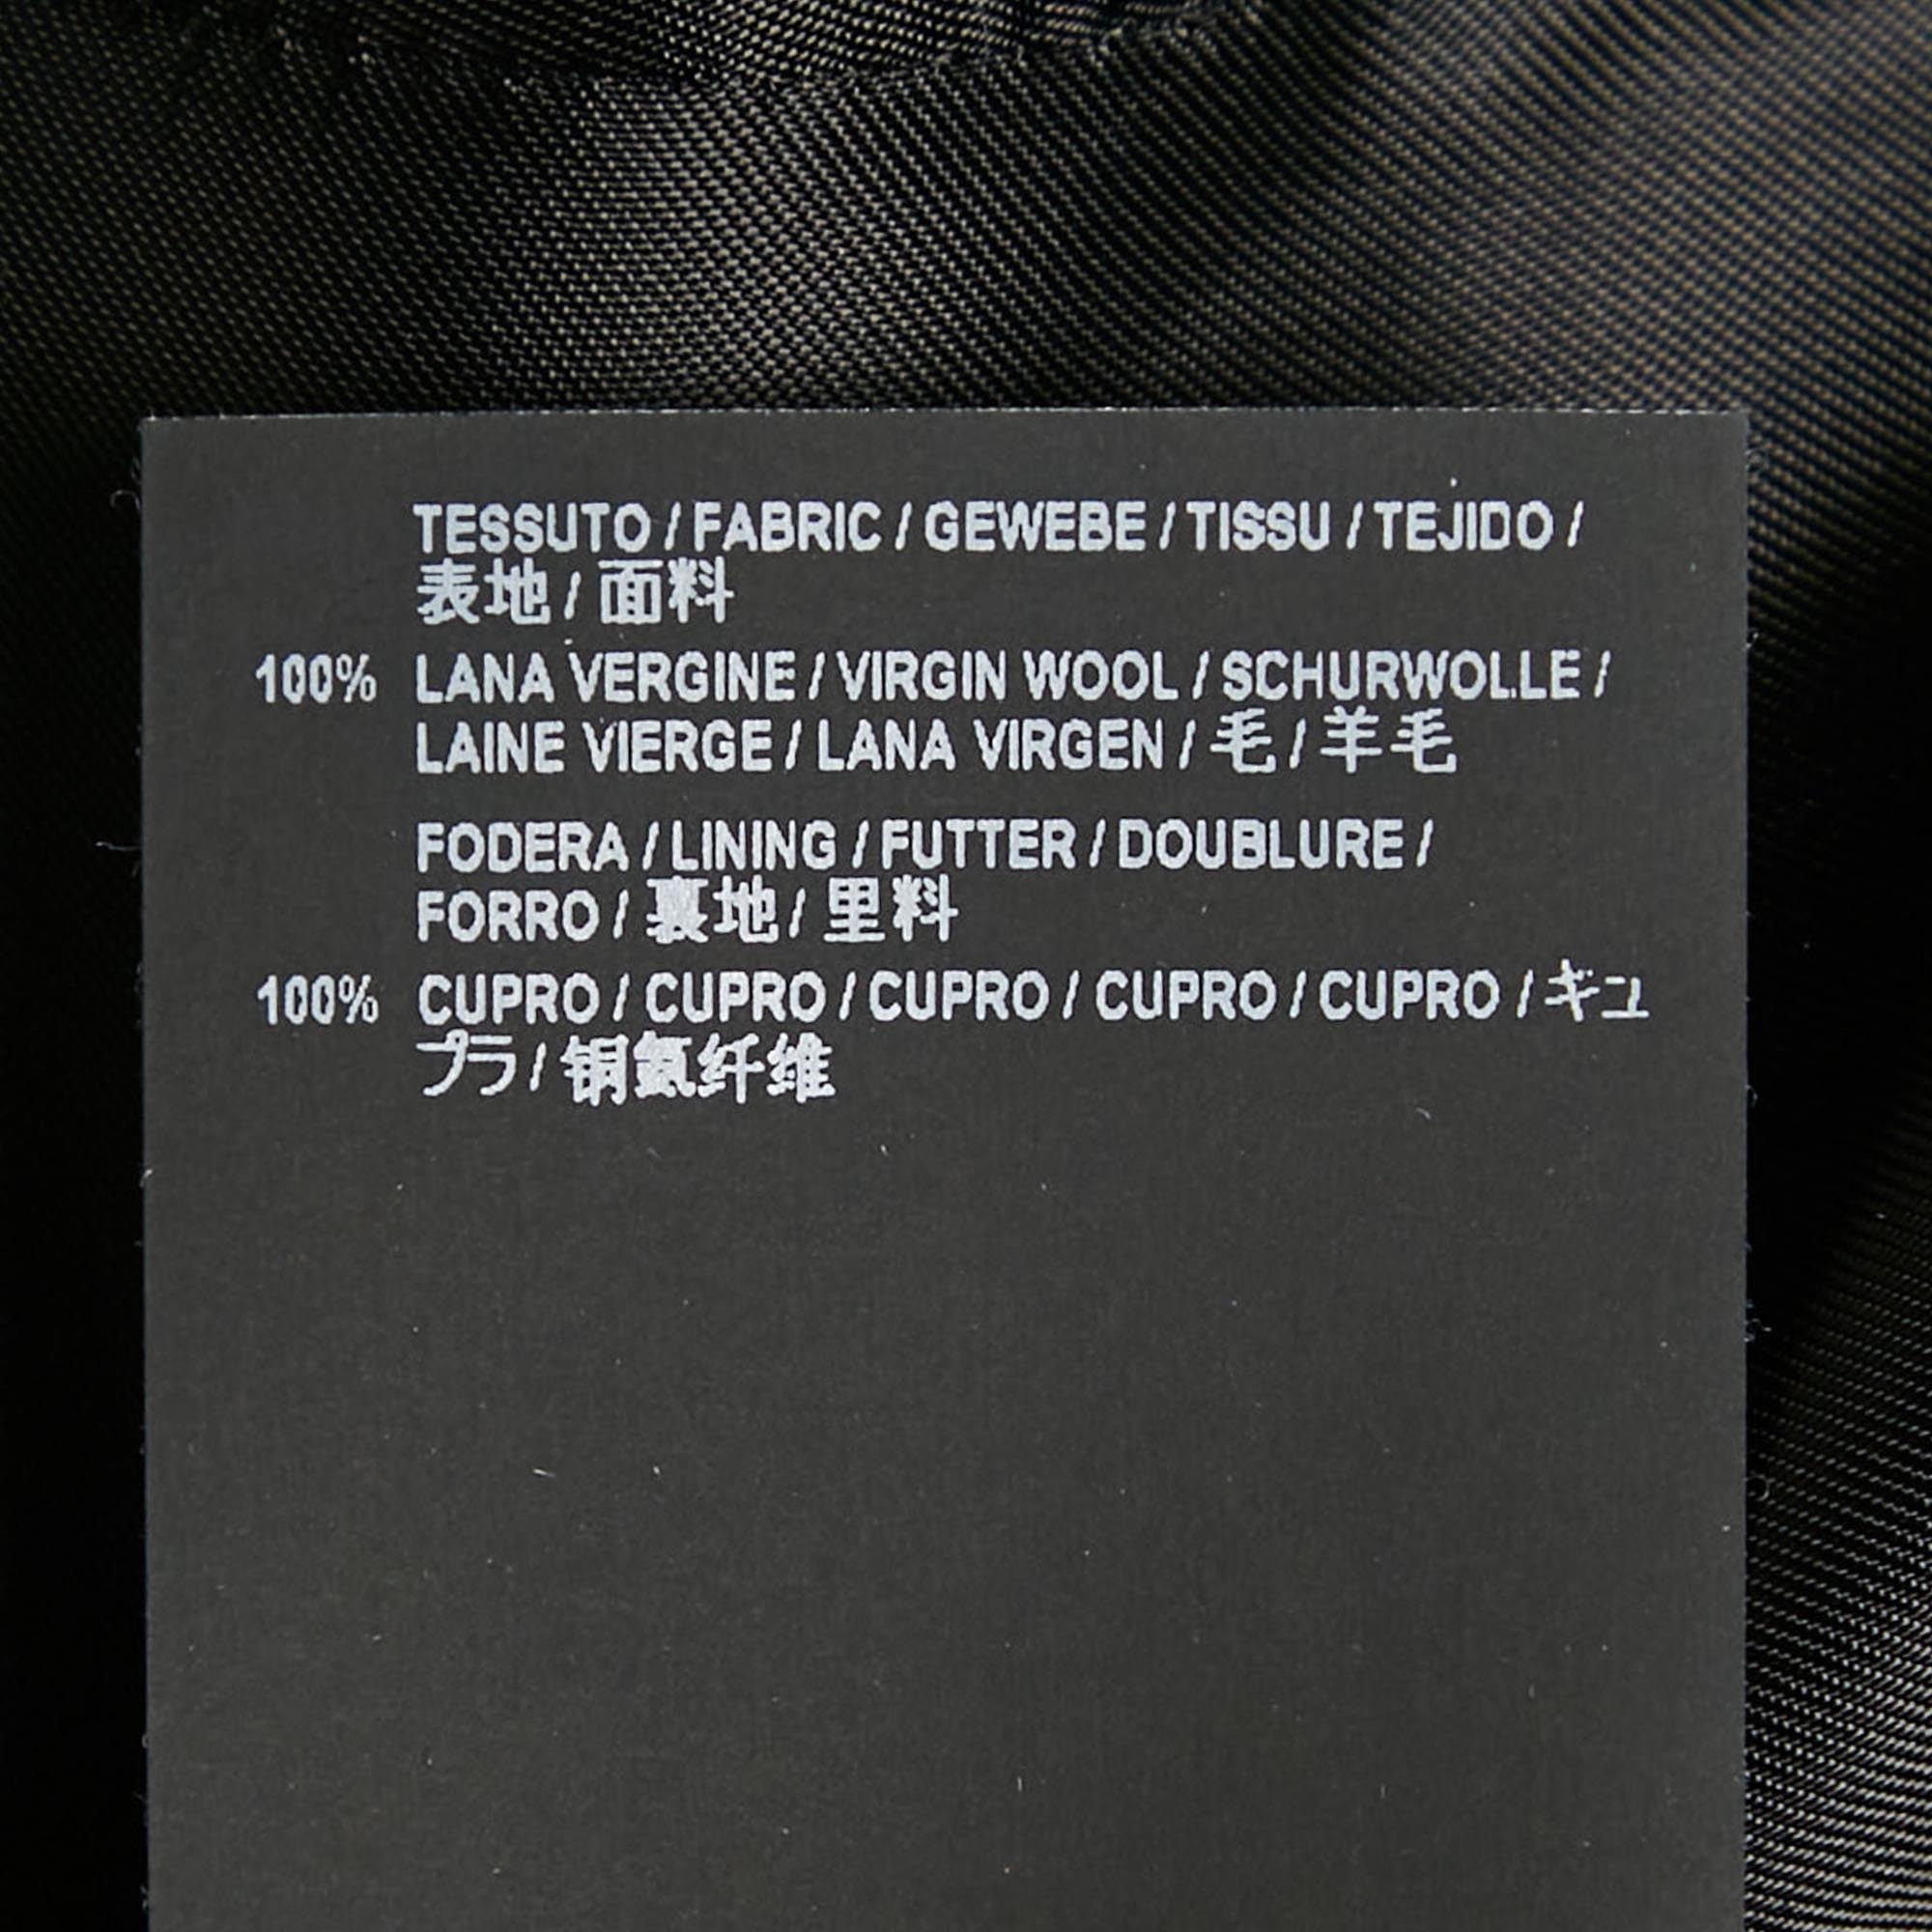 TESSUTO / FABRIC / GEWEBE / TISSU / TEJIDO /
表地 / 面料
100% LANA VERGINE / VIRGIN WOOL / SCHURWOLLE /
LAINE VIERGE / LANA VIRGEN / 毛 / 羊毛
FODERA / LINING / FUTTER / DOUBLURE /
FORRO / 裏地 / 里料
100% CUPRO / CUPRO / CUPRO / CUPRO / CUPRO / キュ
プラ / 铜氨纤维